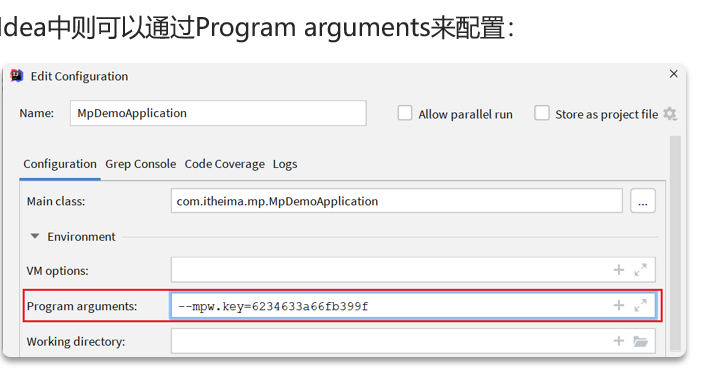 Idea中则可以通过Program arguments来配置：
Edit Configuration
Name: MpDemoApplication Allow parallel run Store as project file
Configuration Grep Console Code Coverage Logs
Main class: com.itheima.mp.MpDemoApplication ...
Environment
VM options:
Program arguments: --mpw.key=6234633a66fb399f
Working directory: